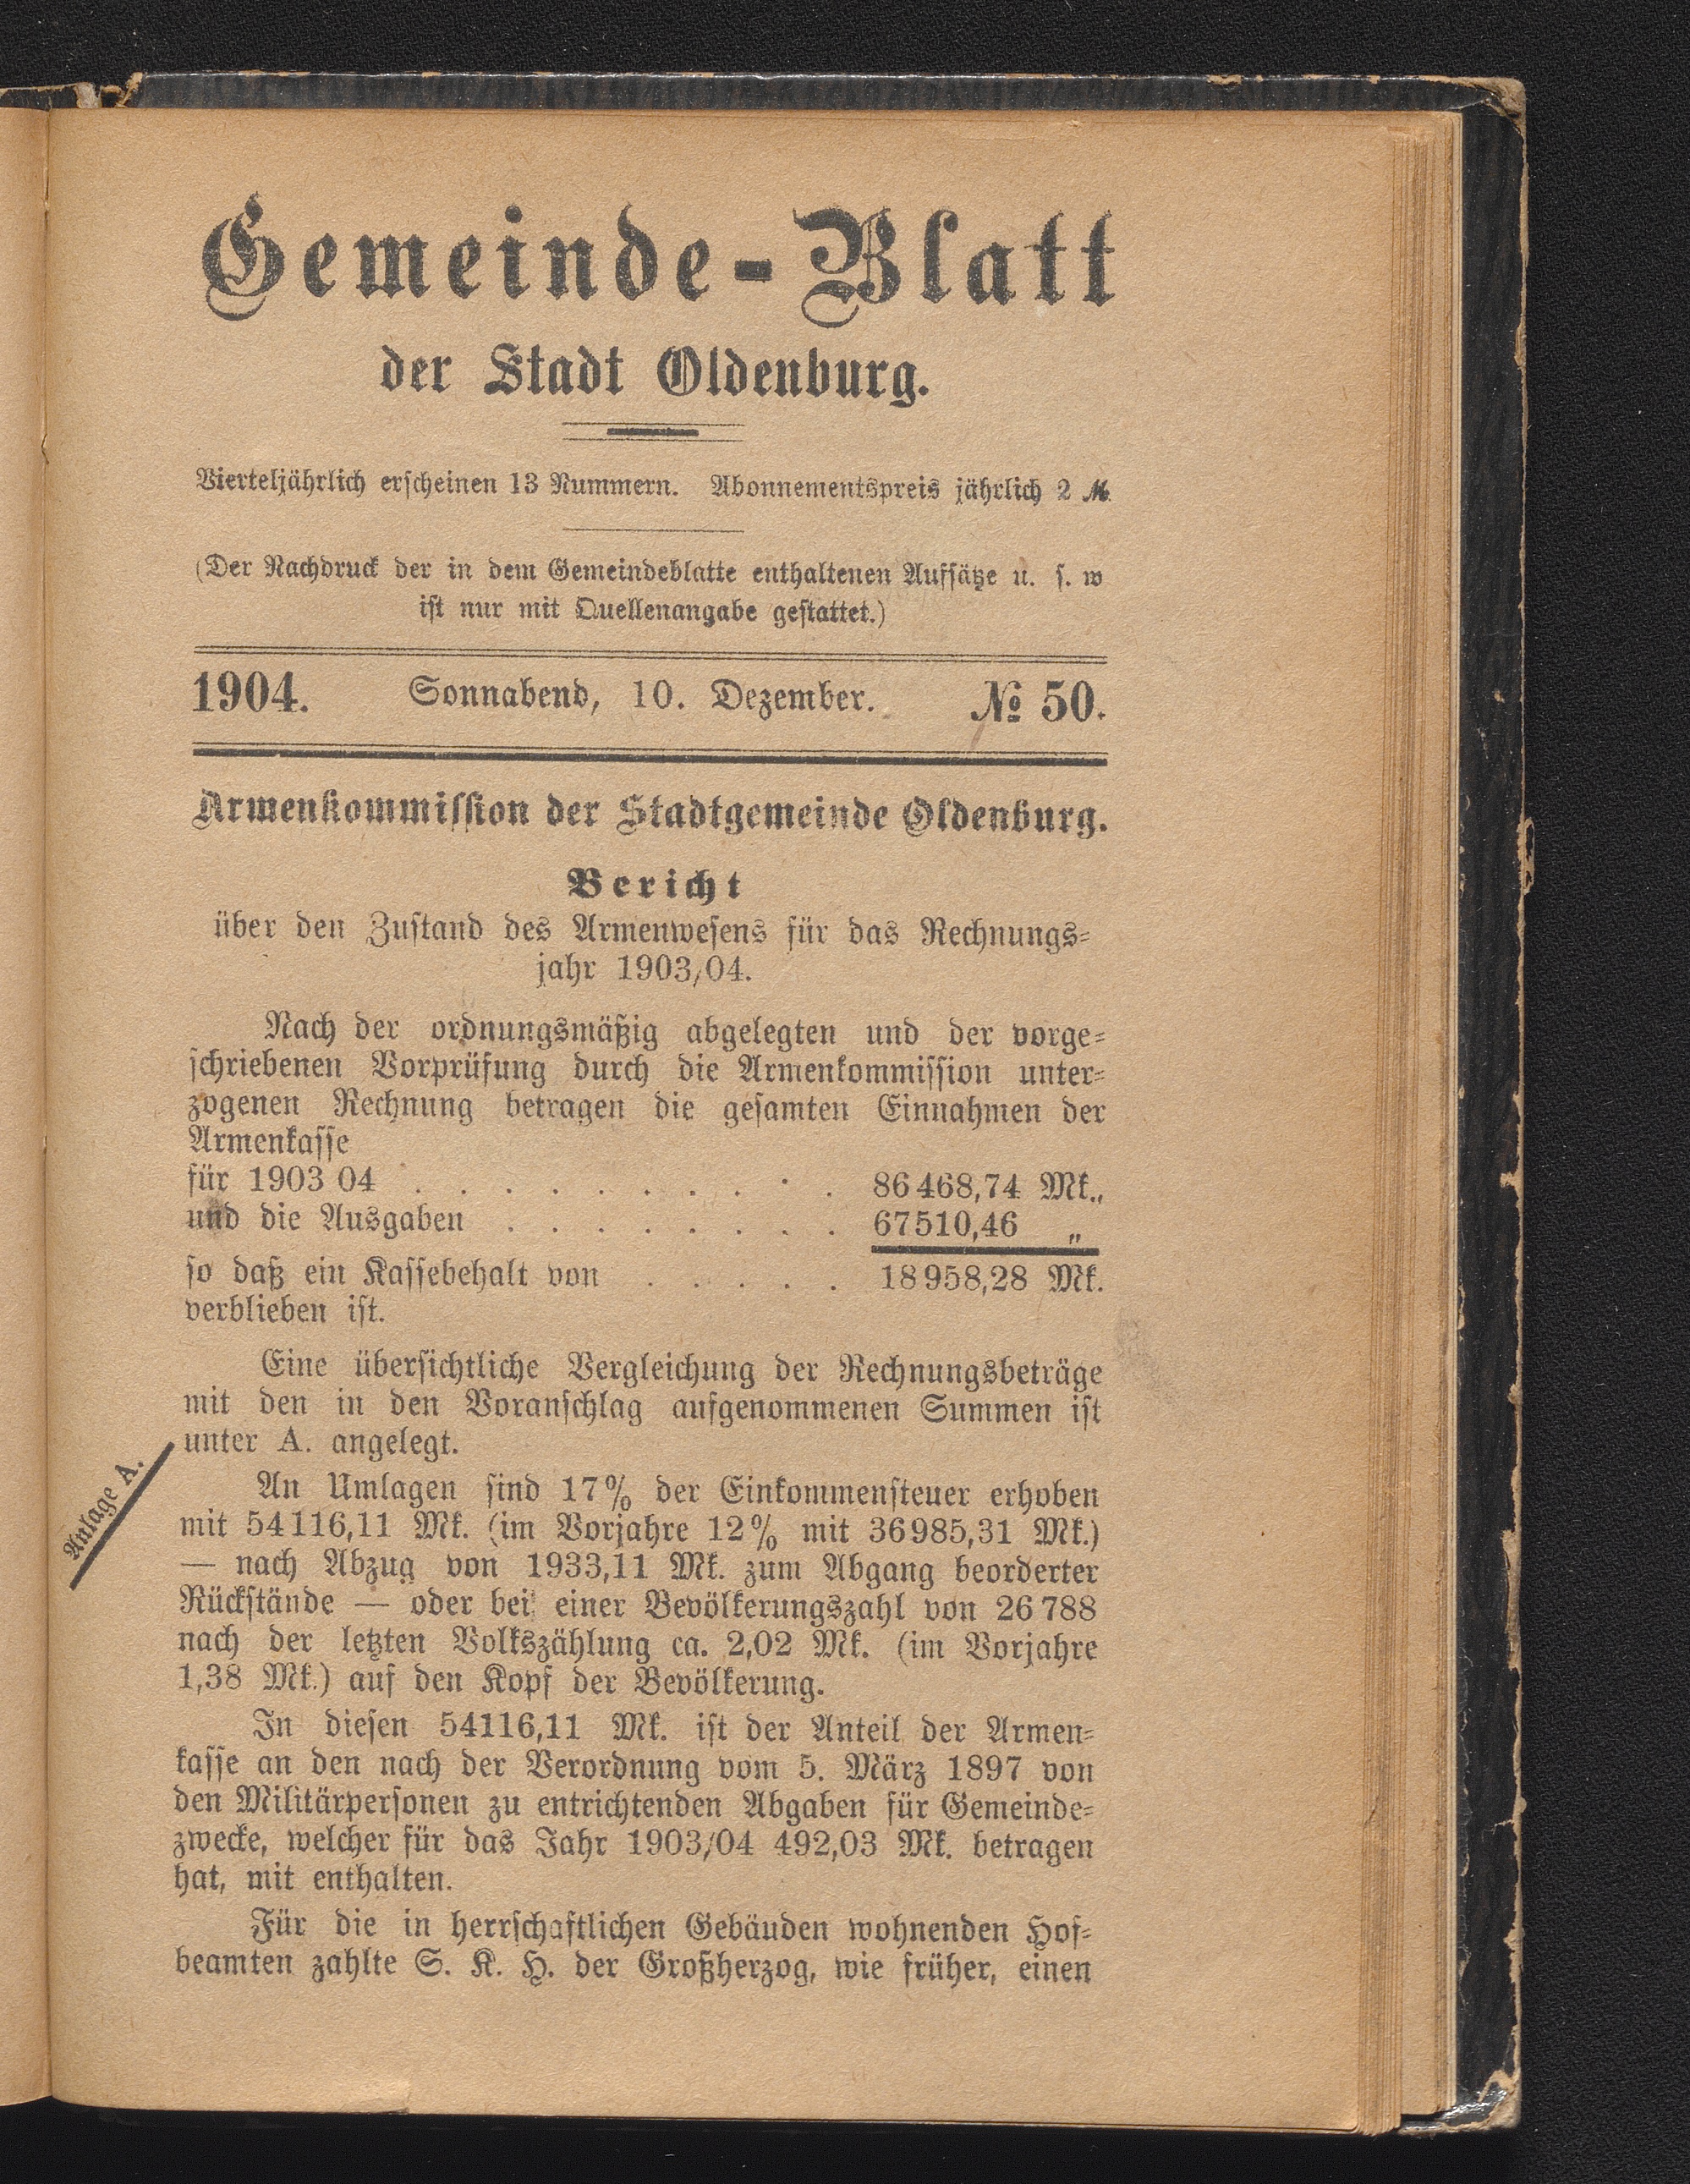 Gemeinde-Blatt
der Stadt Oldenburg.
Vierteljährlich erscheinen 13 Nummern. Abonnementspreis jährlich 2 ℳ.
(Der Nachdruck der in dem Gemeindeblatte enthaltenen Aufsätze u. s. w
ist nur mit Quellenangabe gestattet.)
1904. Sonnabend, 10. Dezember. № 50.
Armenkommission der Stadtgemeinde Oldenburg.
Bericht
über den Zustand des Armenwesens für das Rechnungs-
jahr 1903/04.
Nach der ordnungsmäßig abgelegten und der vorge-
schriebenen Vorprüfung durch die Armenkommission unter-
zogenen Rechnung betragen die gesamten Einnahmen der
Armenkasse
für 1903 04 . . . . . . . . . . 86 468,74 Mk.,
und die Ausgaben . . . . . . . . 67 510,46 „
so daß ein Kassebehalt von . . . . . 18 958,28 Mk.
verblieben ist.
Eine übersichtliche Vergleichung der Rechnungsbeträge
mit den in den Voranschlag aufgenommenen Summen ist
unter A. angelegt.
Anlage A.
An Umlagen sind 17% der Einkommensteuer erhoben
mit 54116,11 Mk. (im Vorjahre 12% mit 36985,31 Mk.)
— nach Abzug von 1933,11 Mk. zum Abgang beorderter
Rückstände — oder bei einer Bevölkerungszahl von 26 788
nach der letzten Volkszählung ca. 2,02 Mk. (im Vorjahre
1,38 Mk.) auf den Kopf der Bevölkerung.
In diesen 54116,11 Mk. ist der Anteil der Armen-
kasse an den nach der Verordnung vom 5. März 1897 von
den Militärpersonen zu entrichtenden Abgaben für Gemeinde-
zwecke, welcher für das Jahr 1903/04 492,03 Mk. betragen
hat, mit enthalten.
Für die in herrschaftlichen Gebäuden wohnenden Hof-
beamten zahlte S. K. H. der Großherzog, wie früher, einen